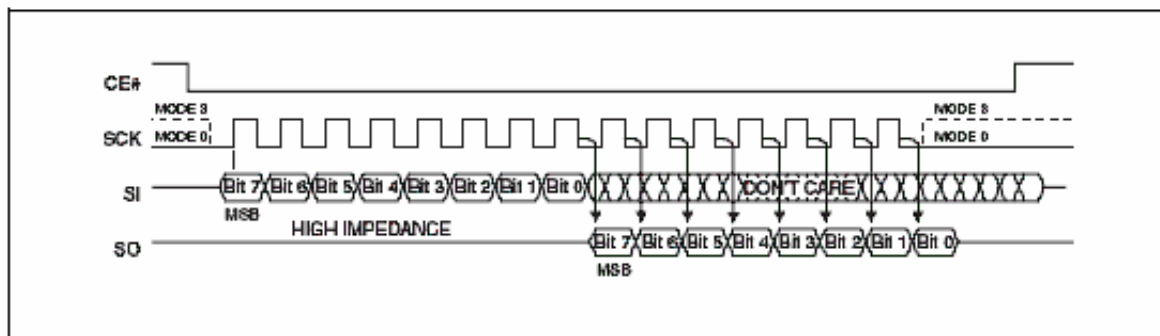 CE#
MODE 3
MODE 3
SCK
MODE 0
MODE 0
SI
Bit 7 Bit 6 Bit 5 Bit 4 Bit 3 Bit 2 Bit 1 Bit 0
DON'T CARE
MSB
HIGH IMPEDANCE
SO
Bit 7 Bit 6 Bit 5 Bit 4 Bit 3 Bit 2 Bit 1 Bit 0
MSB